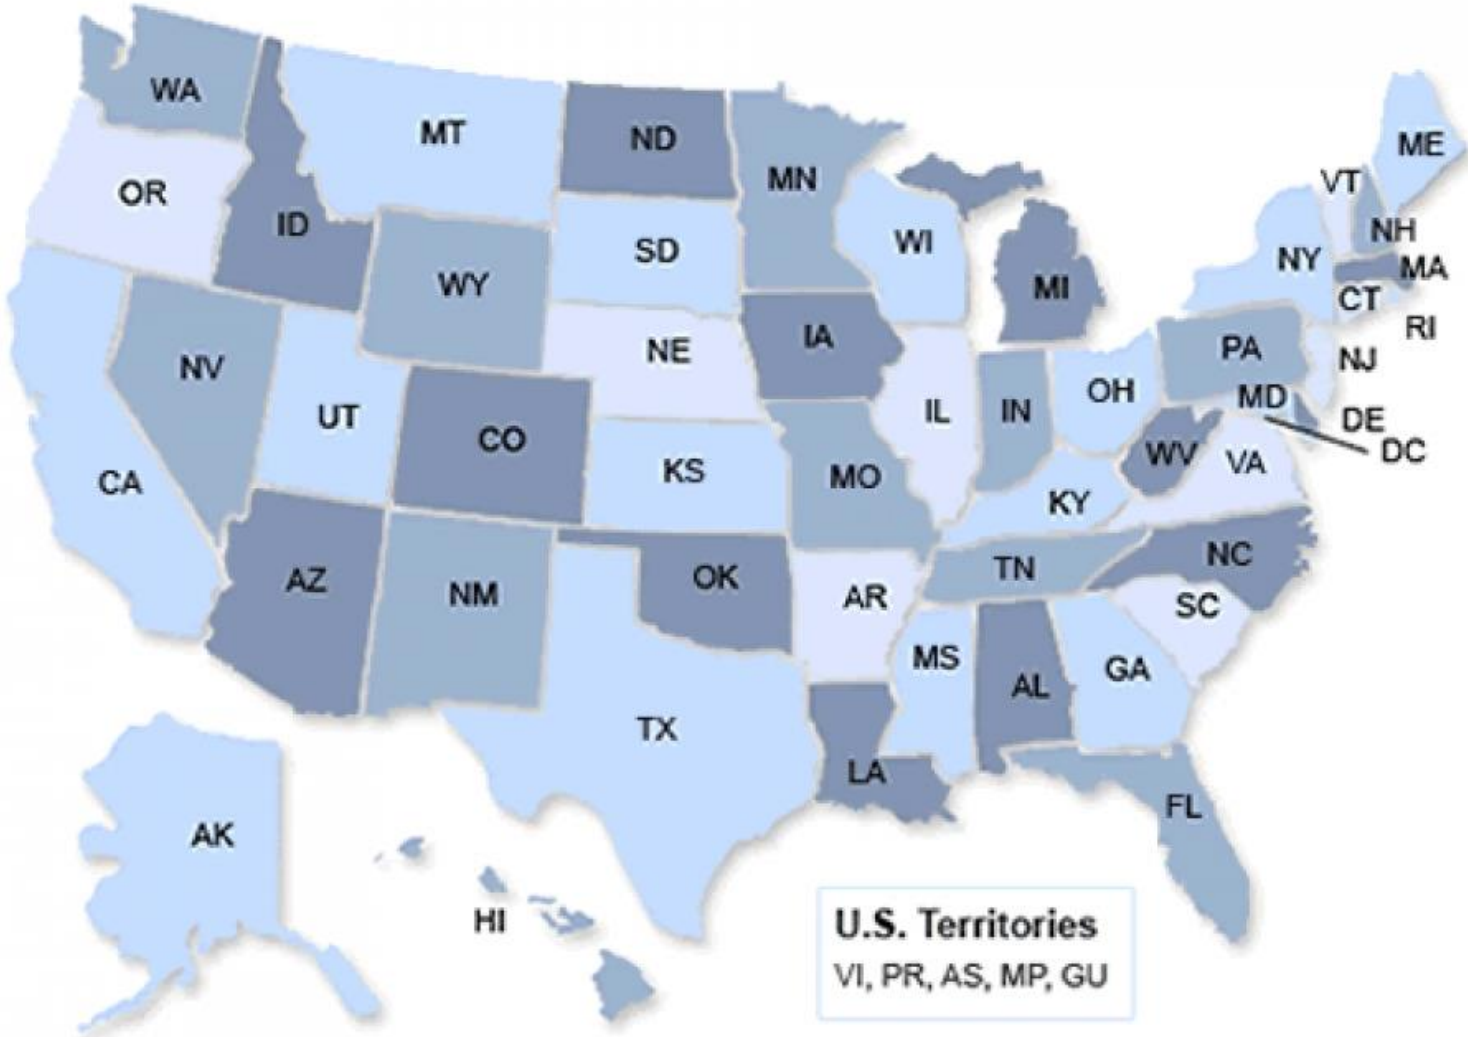 WA
MT
ND
MN
ME
OR
ID
SD
WI
VT
NH
WY
MI
NY
MA
CT
RI
NV
NE
IA
PA
NJ
UT
CO
IL
IN
OH
MD
DE
DC
CA
KS
MO
WV
VA
KY
AZ
NM
OK
AR
TN
NC
SC
MS
AL
GA
TX
LA
FL
AK
HI
U.S. Territories
VI, PR, AS, MP, GU